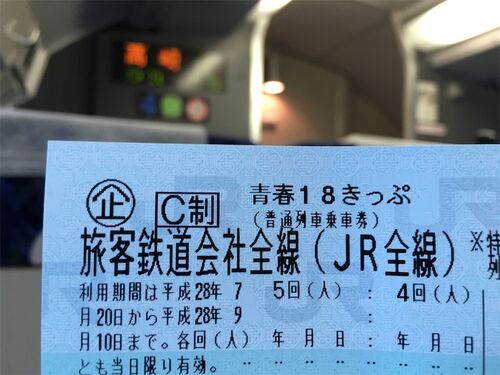 高崎
企 C制 青春18きっぷ
(普通列車乗車券)
旅客鉄道会社全線(JR全線) ※特
列
利用期間は平成28年7 5回(人) : 4回(人)
月20日から平成28年9 :
月10日まで。各回(人) 年 月 日: 年 月 日
とも当日限り有効。